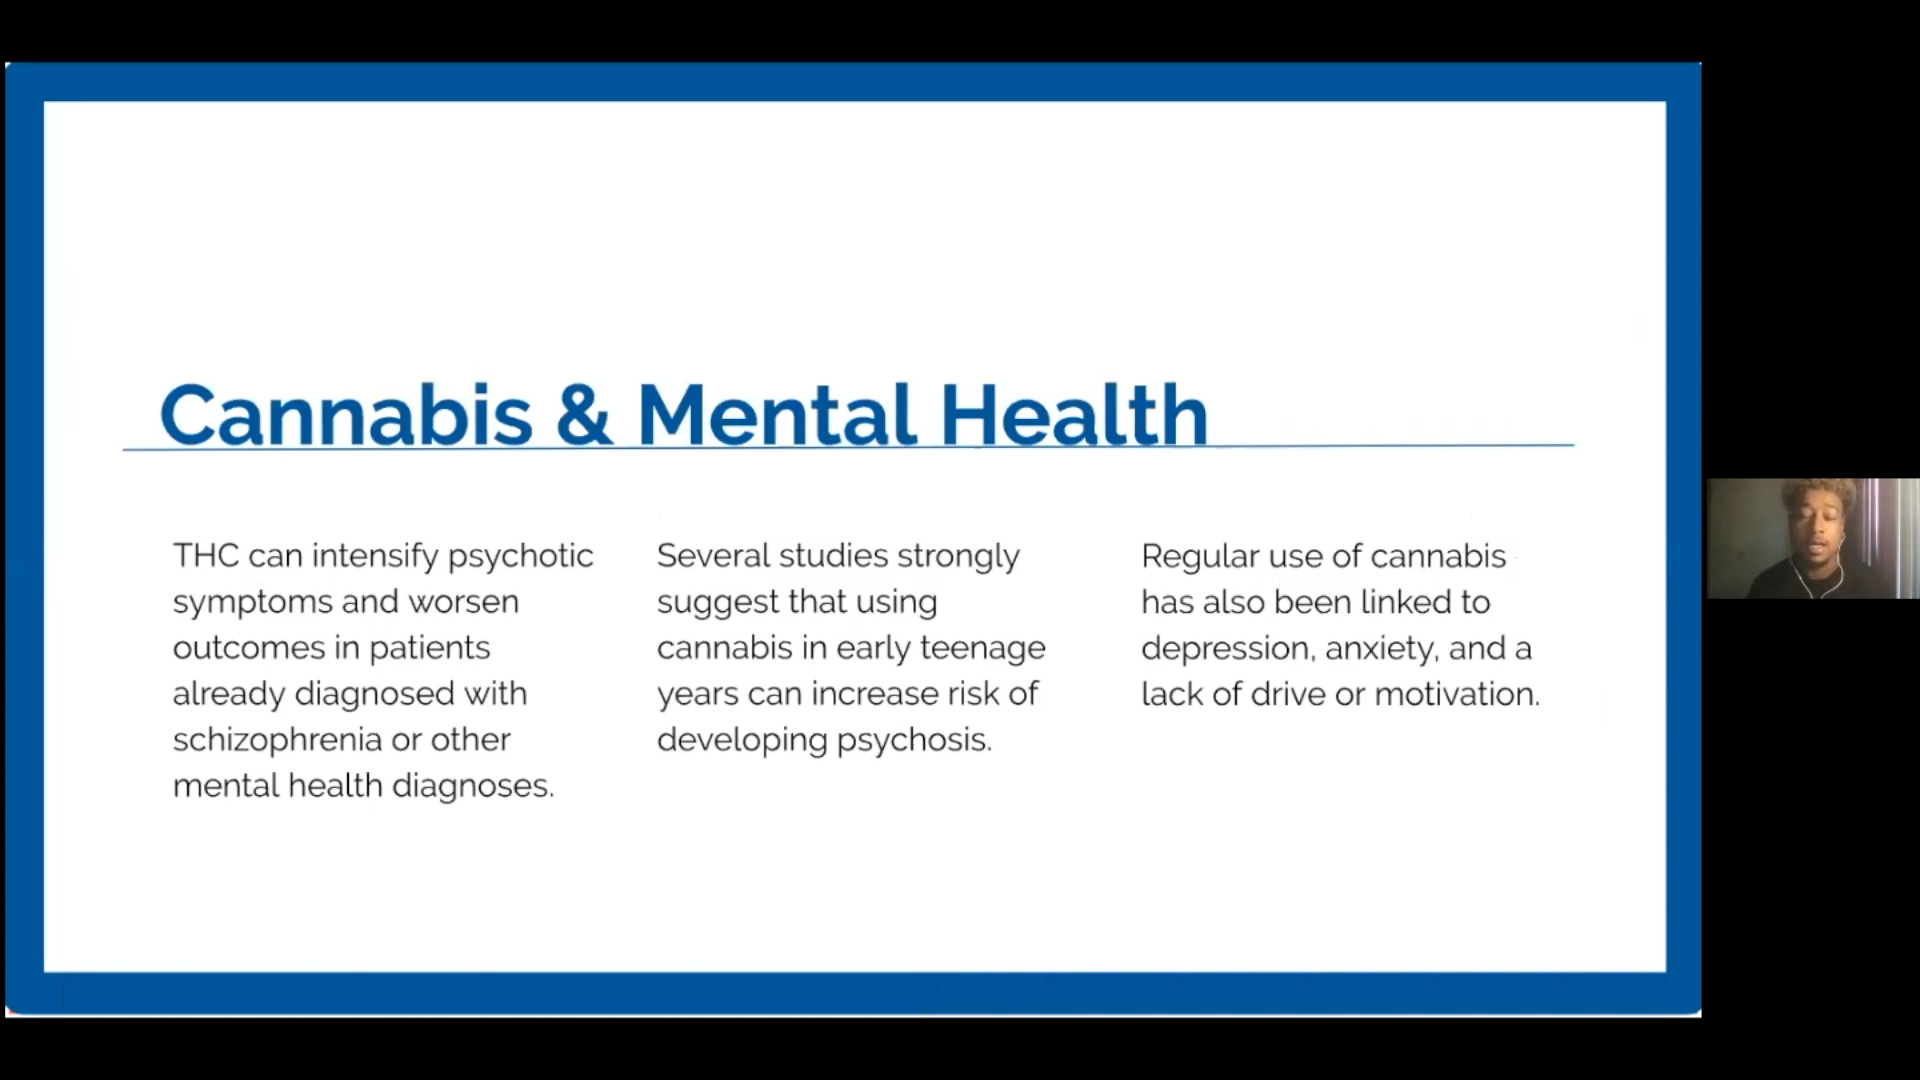 Cannabis & Mental Health
THC can intensify psychotic
symptoms and worsen
outcomes in patients
already diagnosed with
schizophrenia or other
mental health diagnoses.
Several studies strongly
suggest that using
cannabis in early teenage
years can increase risk of
developing psychosis.
Regular use of cannabis
has also been linked to
depression, anxiety, and a
lack of drive or motivation.